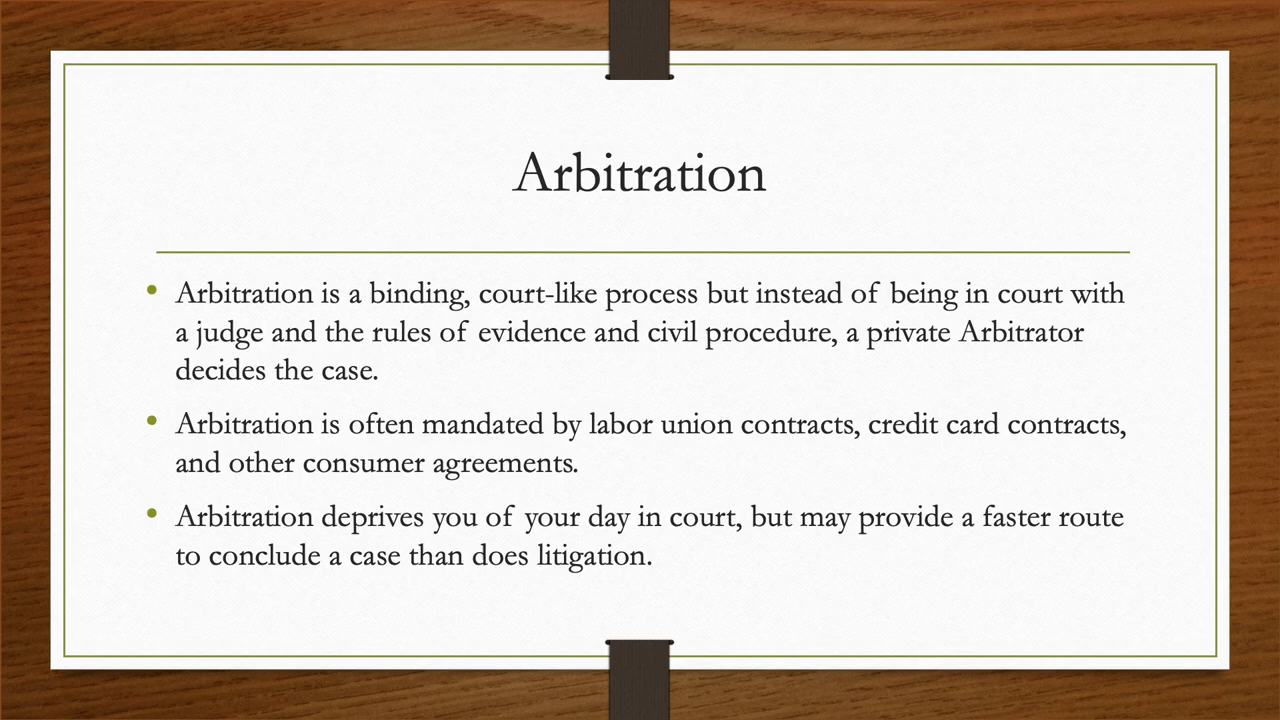 Arbitration
• Arbitration is a binding, court-like process but instead of being in court with
a judge and the rules of evidence and civil procedure, a private Arbitrator
decides the case.
• Arbitration is often mandated by labor union contracts, credit card contracts,
and other consumer agreements.
• Arbitration deprives you of your day in court, but may provide a faster route
to conclude a case than does litigation.